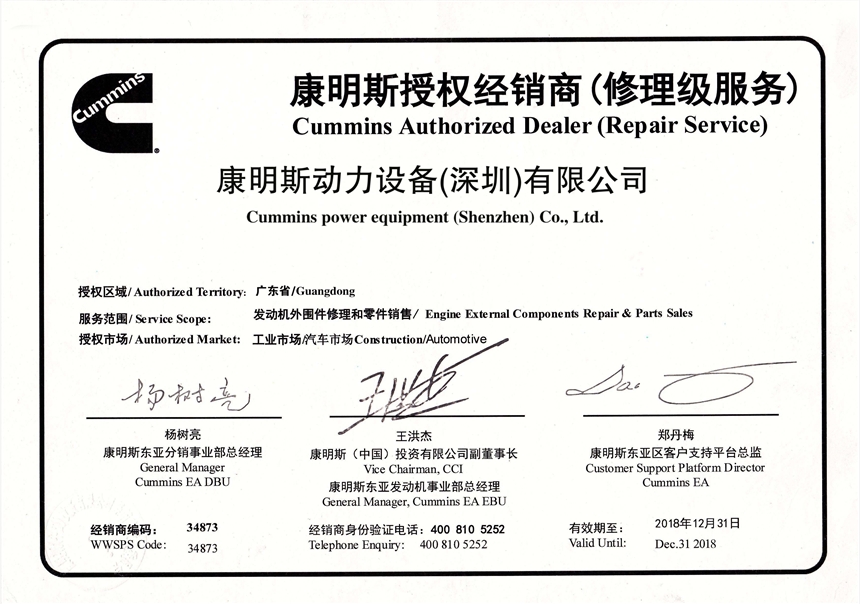 Cummins
康明斯授权经销商(修理级服务)
Cummins Authorized Dealer (Repair Service)
康明斯动力设备(深圳)有限公司
Cummins power equipment (Shenzhen) Co., Ltd.
授权区域/ Authorized Territory: 广东省/Guangdong
服务范围/ Service Scope: 发动机外围件修理和零件销售/ Engine External Components Repair & Parts Sales
授权市场/ Authorized Market: 工业市场/汽车市场Construction/Automotive
杨树亮
杨树亮
康明斯东亚分销事业部总经理
General Manager
Cummins EA DBU
王洪杰
王洪杰
康明斯（中国）投资有限公司副董事长
Vice Chairman, CCI
康明斯东亚发动机事业部总经理
General Manager, Cummins EA EBU
郑丹梅
康明斯东亚区客户支持平台总监
Customer Support Platform Director
Cummins EA
经销商编码: 34873
WWSPS Code: 34873
经销商身份验证电话: 400 810 5252
Telephone Enquiry: 400 810 5252
有效期至: 2018年12月31日
Valid Until: Dec.31 2018